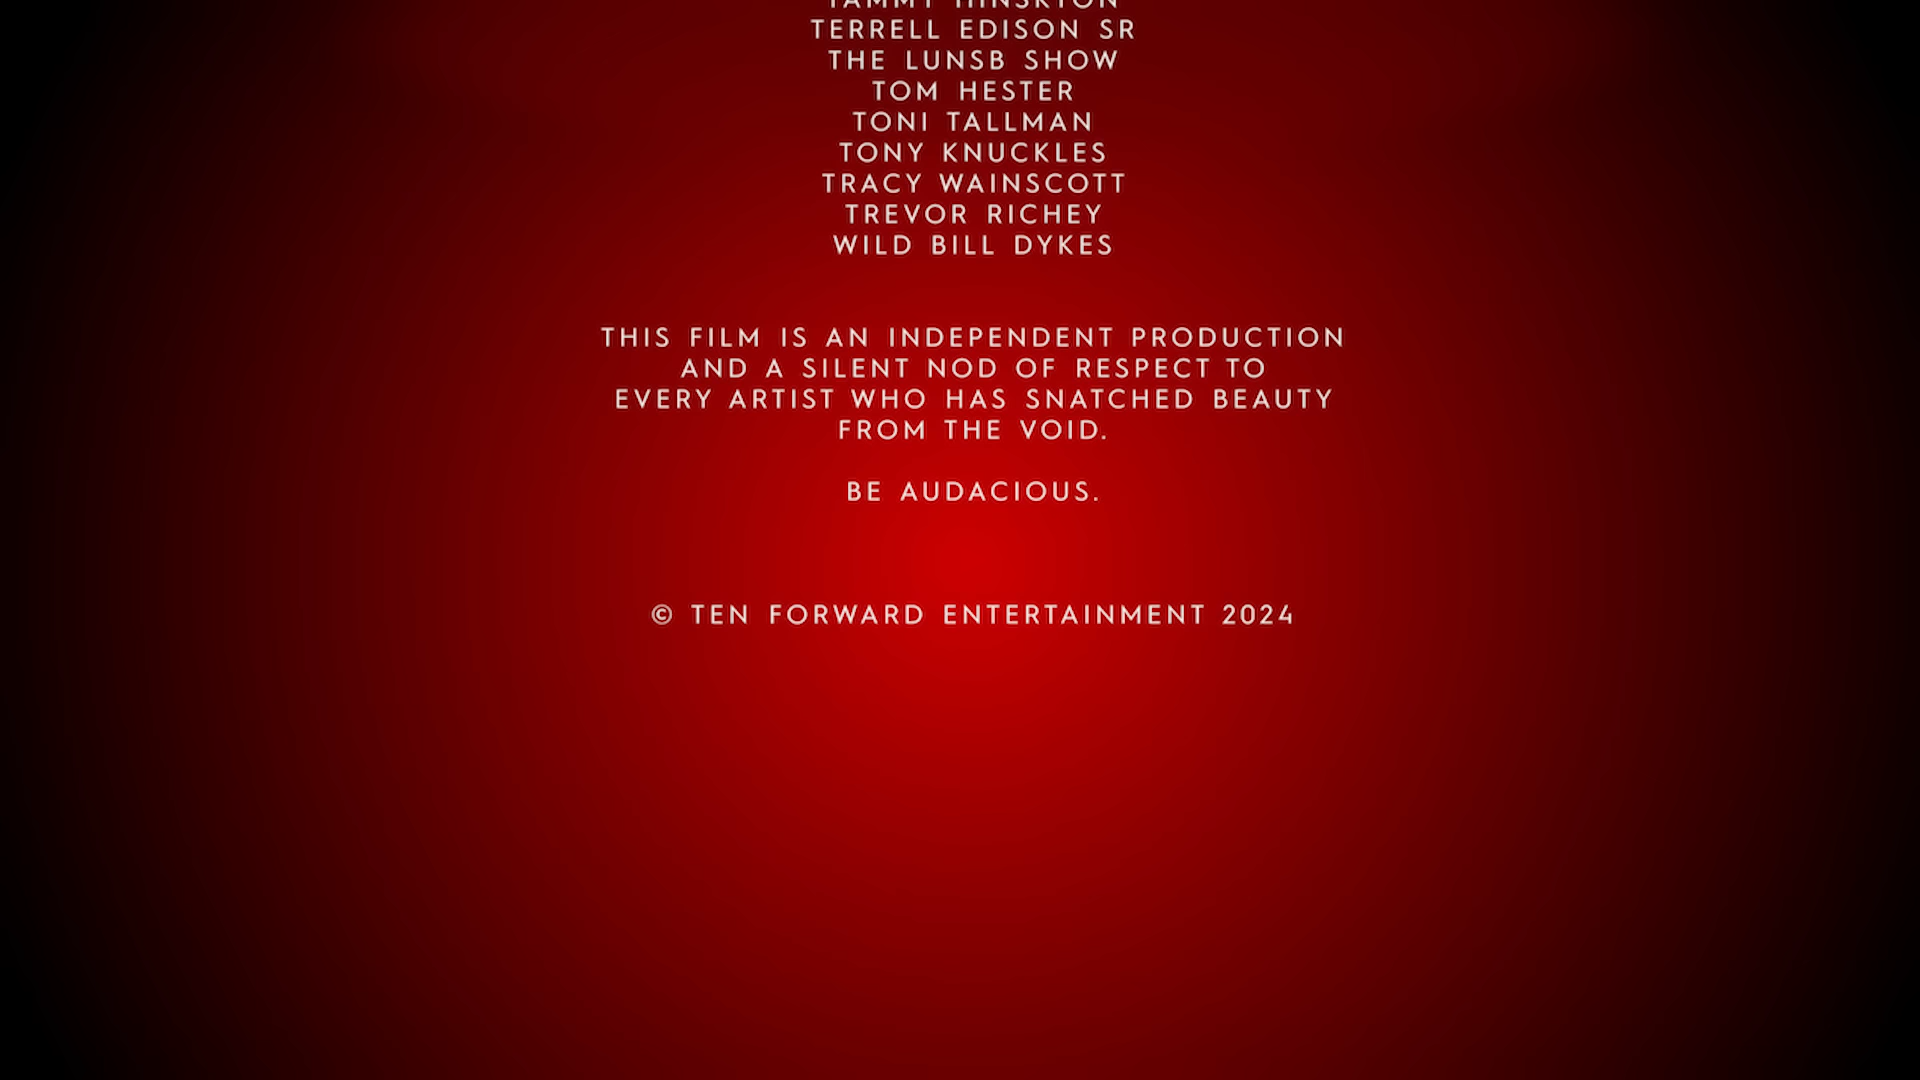 TERRELL EDISON SR
THE LUNSB SHOW
TOM HESTER
TONI TALLMAN
TONY KNUCKLES
TRACY WAINSCOTT
TREVOR RICHEY
WILD BILL DYKES
THIS FILM IS AN INDEPENDENT PRODUCTION
AND A SILENT NOD OF RESPECT TO
EVERY ARTIST WHO HAS SNATCHED BEAUTY
FROM THE VOID.
BE AUDACIOUS.
© TEN FORWARD ENTERTAINMENT 2024